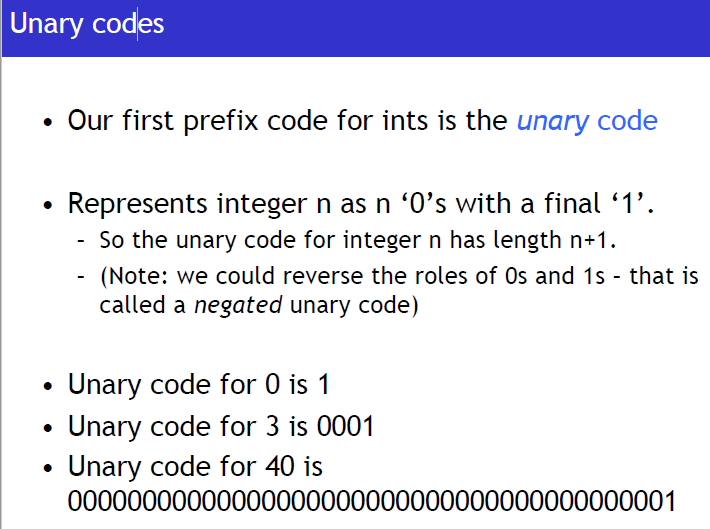 Unary codes
• Our first prefix code for ints is the unary code
• Represents integer n as n ‘0’s with a final ‘1’.
– So the unary code for integer n has length n+1.
– (Note: we could reverse the roles of 0s and 1s – that is
called a negated unary code)
• Unary code for 0 is 1
• Unary code for 3 is 0001
• Unary code for 40 is
00000000000000000000000000000000000000001